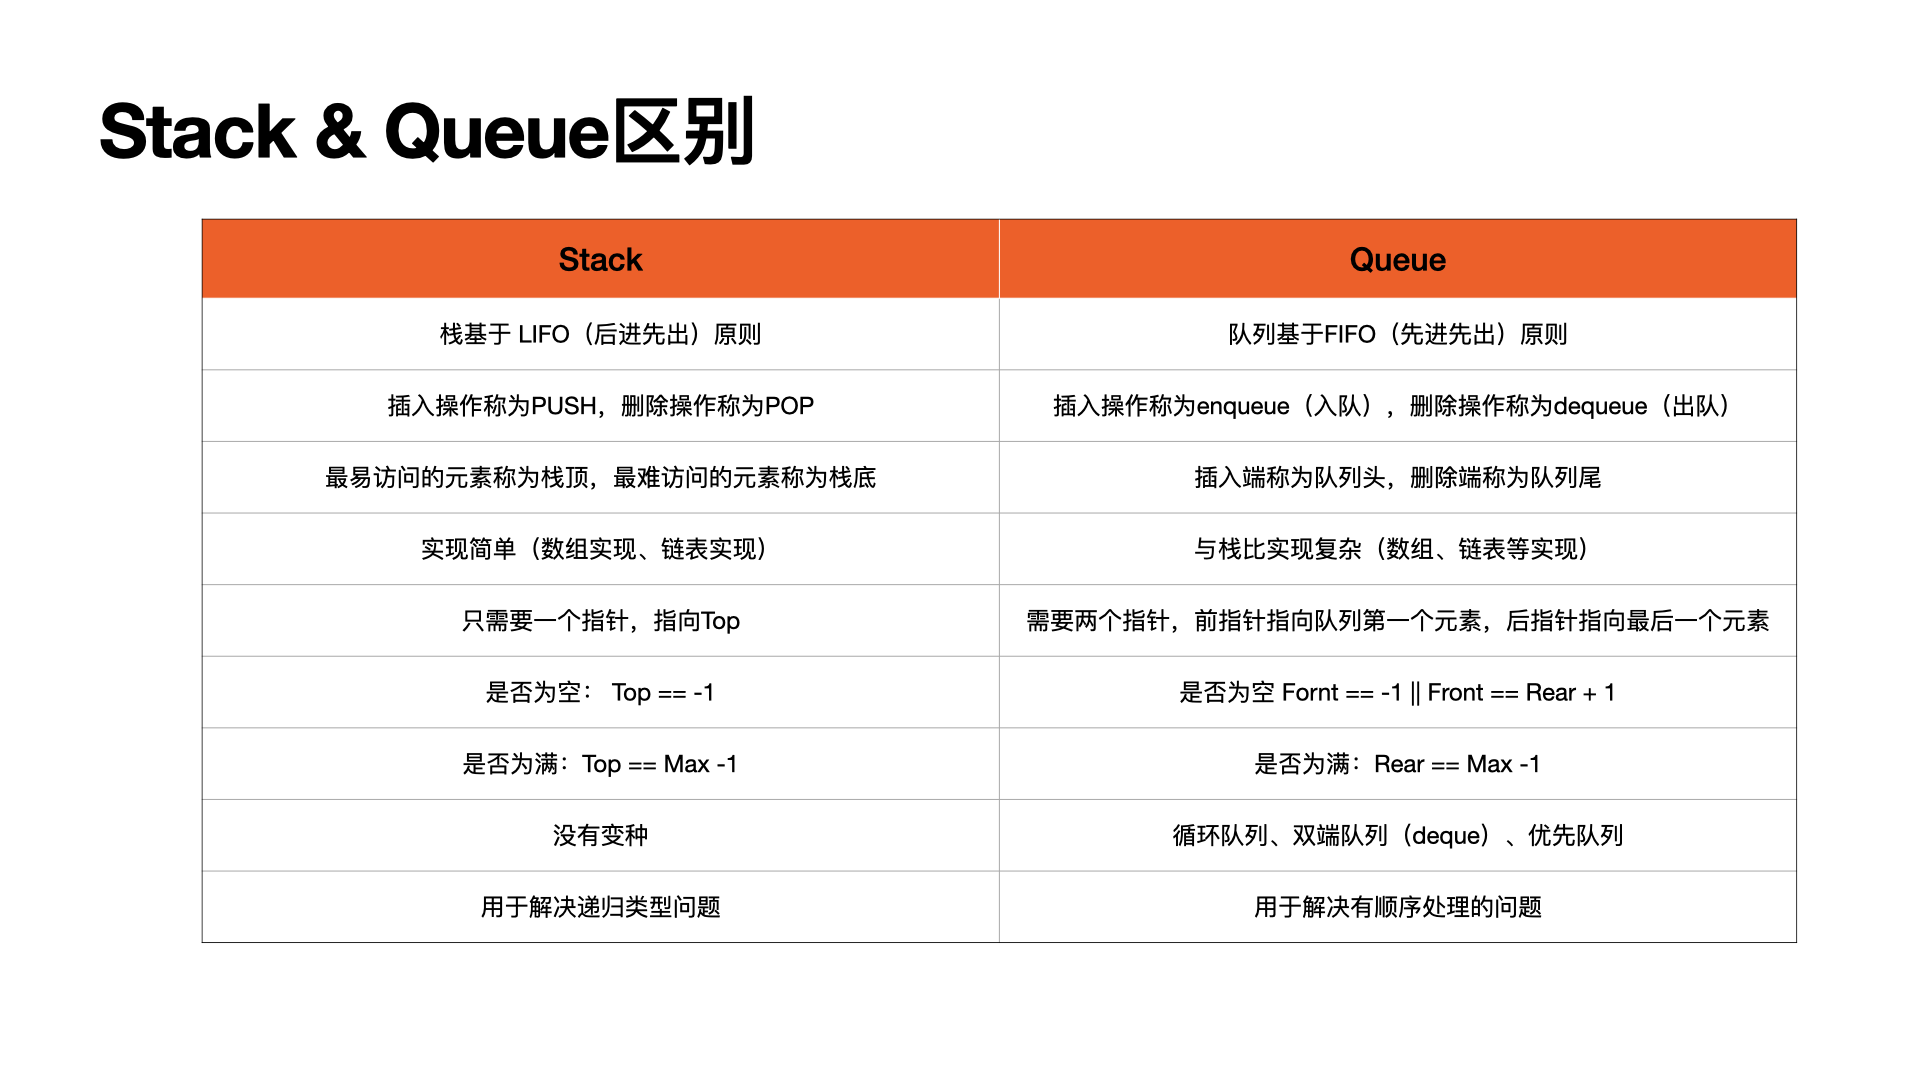 Stack & Queue区别
Stack
Queue
栈基于 LIFO（后进先出）原则
队列基于FIFO（先进先出）原则
插入操作称为PUSH，删除操作称为POP
插入操作称为enqueue（入队），删除操作称为dequeue（出队）
最易访问的元素称为栈顶，最难访问的元素称为栈底
插入端称为队列头，删除端称为队列尾
实现简单（数组实现、链表实现）
与栈比实现复杂（数组、链表等实现）
只需要一个指针，指向Top
需要两个指针，前指针指向队列第一个元素，后指针指向最后一个元素
是否为空： Top == -1
是否为空 Fornt == -1 || Front == Rear + 1
是否为满：Top == Max -1
是否为满：Rear == Max -1
没有变种
循环队列、双端队列（deque）、优先队列
用于解决递归类型问题
用于解决有顺序处理的问题